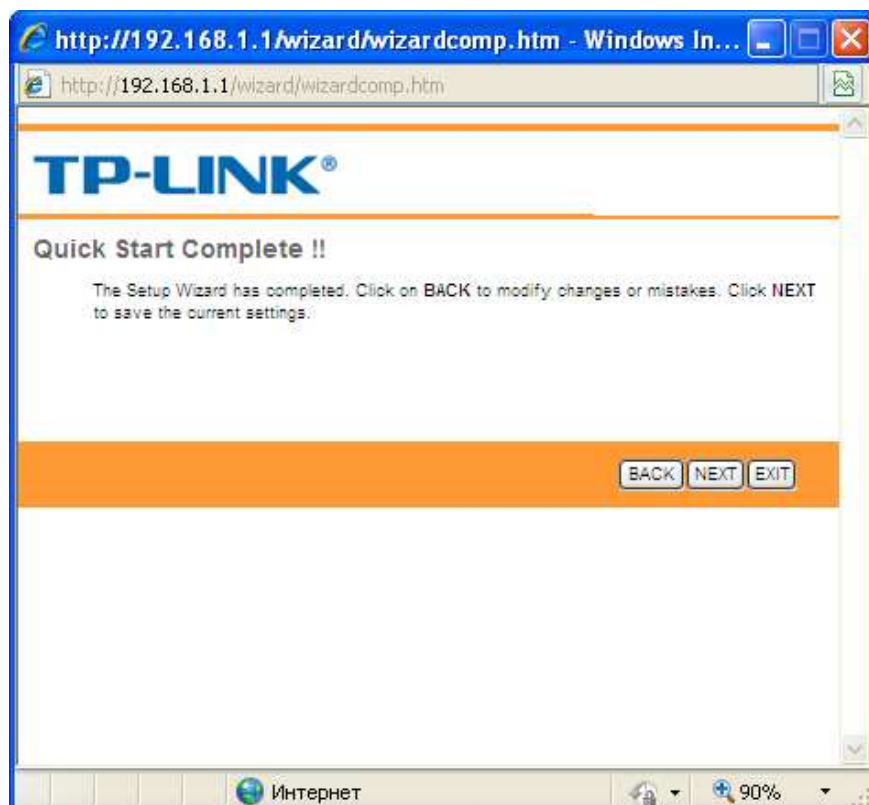 http://192.168.1.1/wizard/wizardcomp.htm - Windows In...
http://192.168.1.1/wizard/wizardcomp.htm
TP-LINK®
Quick Start Complete !!
The Setup Wizard has completed. Click on BACK to modify changes or mistakes. Click NEXT
to save the current settings.
BACK NEXT EXIT
Интернет 90%